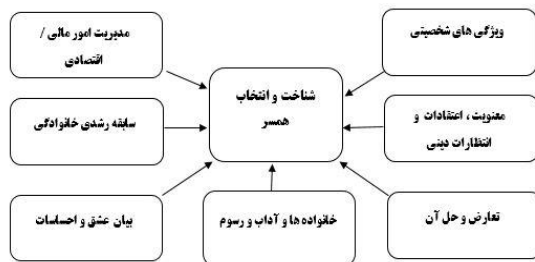 ویژگی های شخصیتی
مدیریت امور مالی /
اقتصادی
شناخت و انتخاب
همسر
معنویت ، اعتقادات و
انتظارات دینی
سابقه رشدی خانوادگی
تعارض و حل آن
خانواده ها و آداب و رسوم
بیان عشق و احساسات